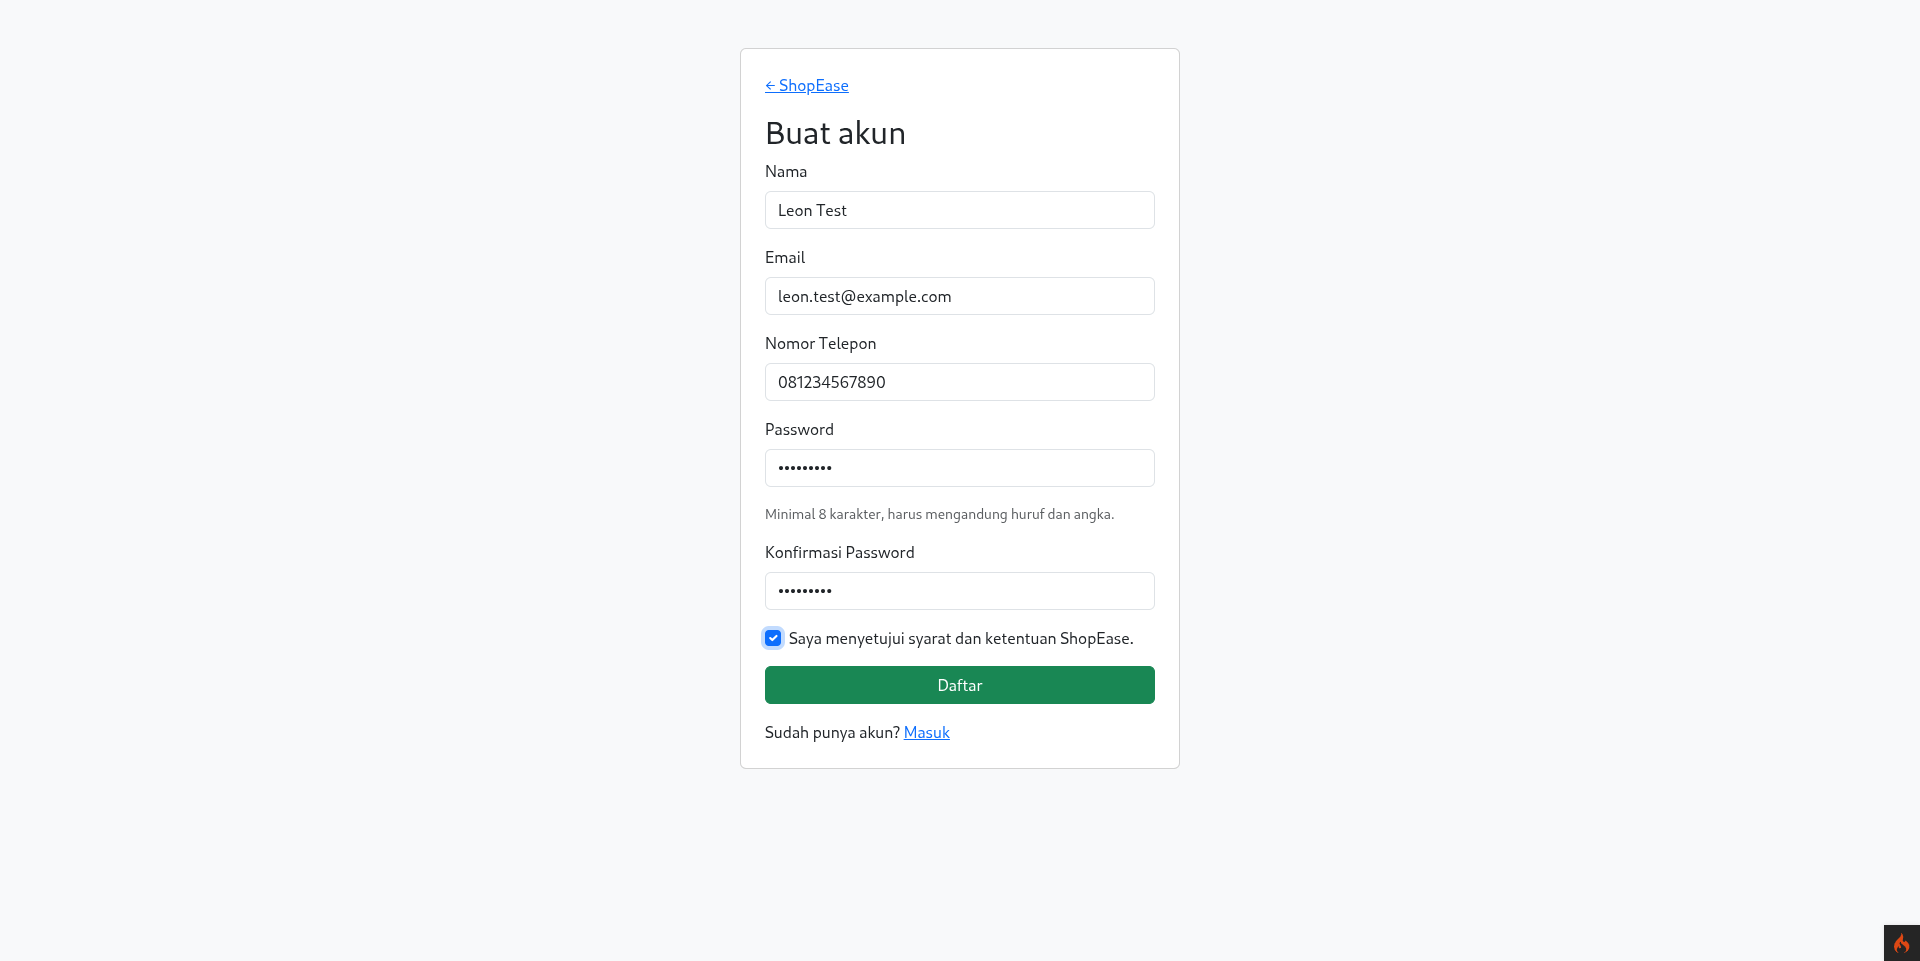 ← ShopEase
Buat akun
Nama
Leon Test
Email
leon.test@example.com
Nomor Telepon
081234567890
Password
•••••••••
Minimal 8 karakter, harus mengandung huruf dan angka.
Konfirmasi Password
•••••••••
Saya menyetujui syarat dan ketentuan ShopEase.
Daftar
Sudah punya akun? Masuk